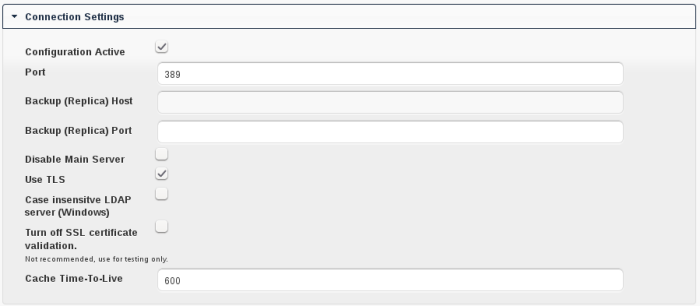 Connection Settings
Configuration Active
Port
389
Backup (Replica) Host
Backup (Replica) Port
Disable Main Server
Use TLS
Case insensitve LDAP
server (Windows)
Turn off SSL certificate
validation.
Not recommended, use for testing only.
Cache Time-To-Live
600